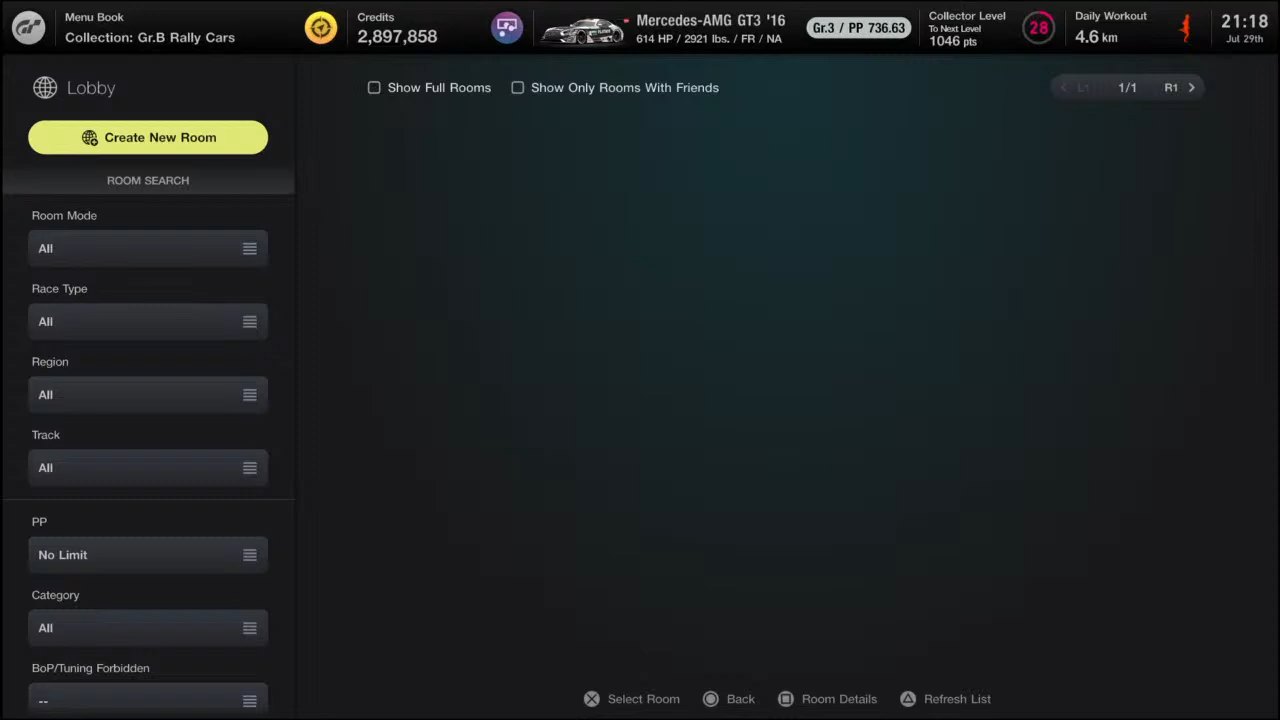 Menu Book
Collection: Gr.B Rally Cars
Credits
2,897,858
Mercedes-AMG GT3 '16
614 HP / 2921 lbs. / FR / NA
Gr.3 / PP 736.63
Collector Level
To Next Level
1046 pts
28
Daily Workout
4.6 km
21:18
Jul 29th
Lobby
Create New Room
ROOM SEARCH
Room Mode
All
Race Type
All
Region
All
Track
All
PP
No Limit
Category
All
BoP/Tuning Forbidden
--
Show Full Rooms
Show Only Rooms With Friends
L1
1/1
R1
Select Room
Back
Room Details
Refresh List